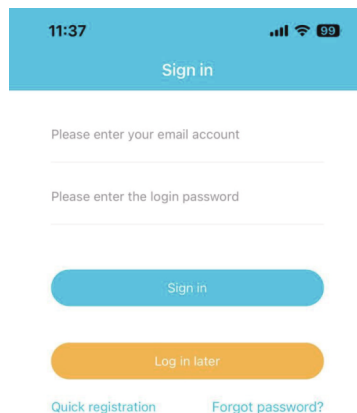 11:37 99
Sign in
Please enter your email account
Please enter the login password
Sign in
Log in later
Quick registration Forgot password?